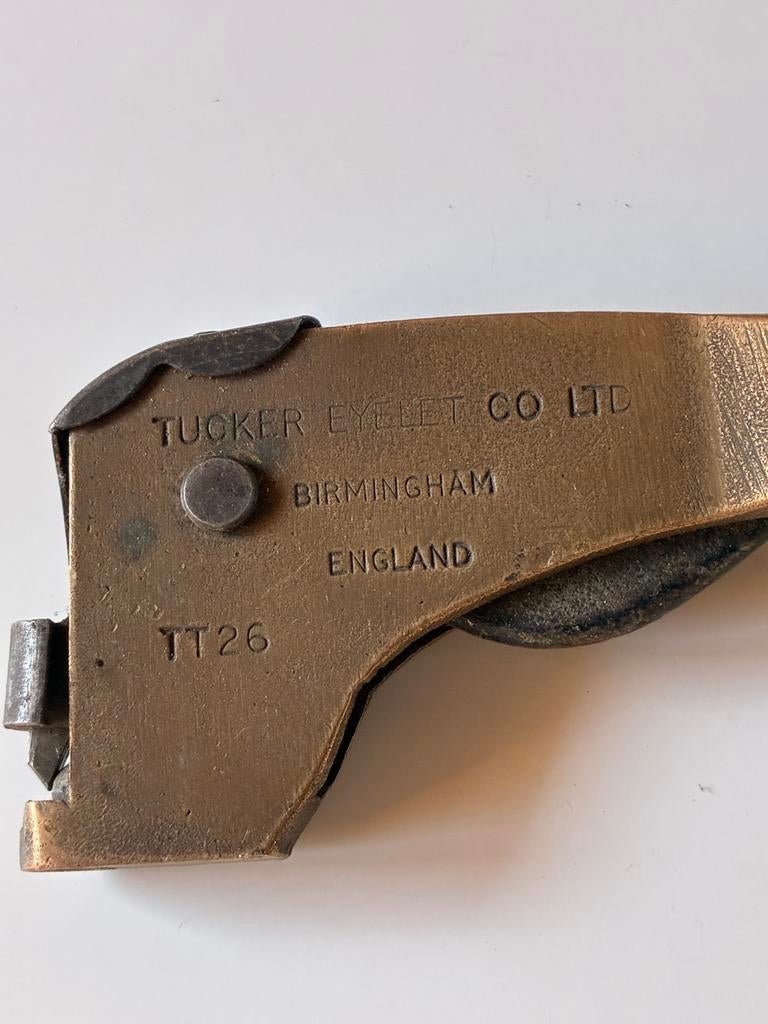 TUCKER EYELET CO LTD
BIRMINGHAM
ENGLAND
TT26